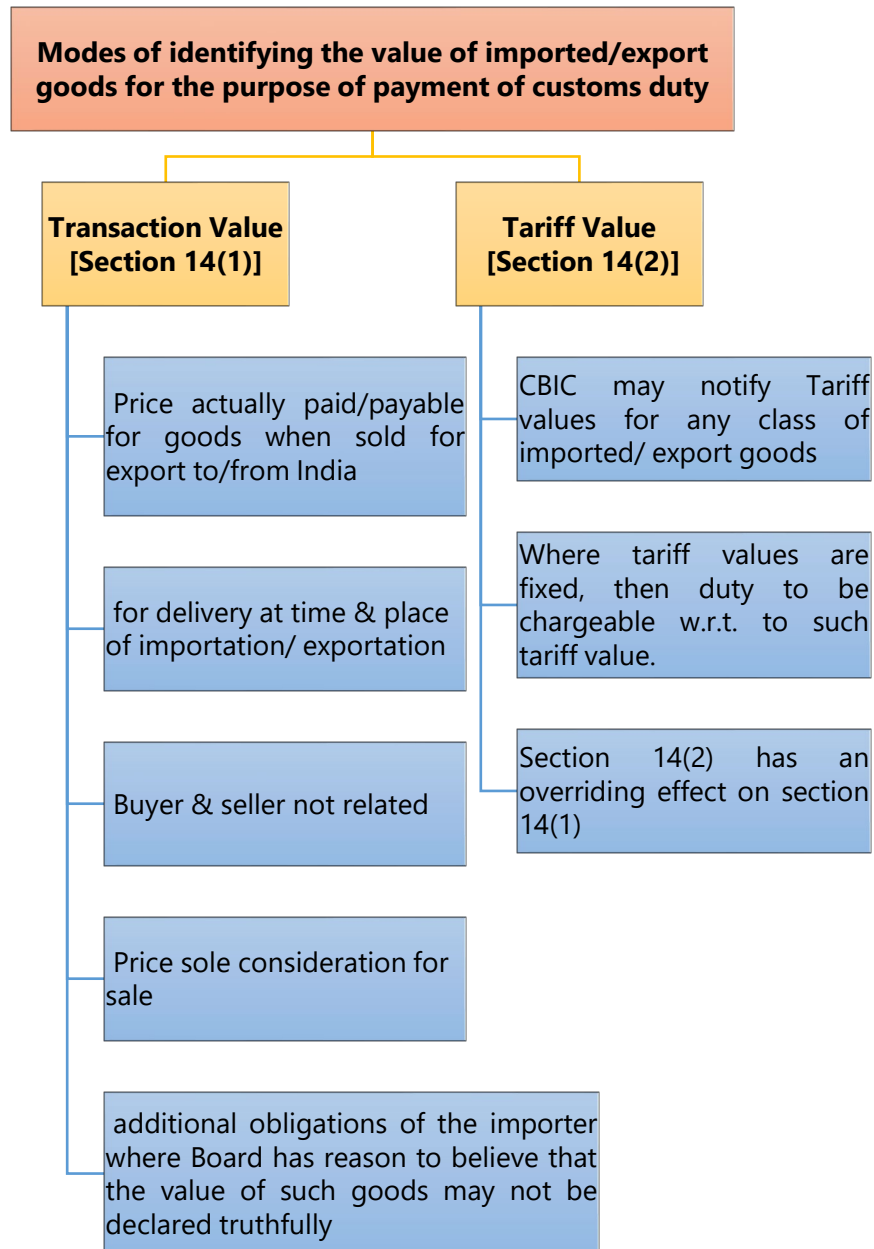 Modes of identifying the value of imported/export
goods for the purpose of payment of customs duty
Transaction Value
[Section 14(1)]
Price actually paid/payable
for goods when sold for
export to/from India
for delivery at time & place
of importation/ exportation
Buyer & seller not related
Price sole consideration for
sale
additional obligations of the importer
where Board has reason to believe that
the value of such goods may not be
declared truthfully
Tariff Value
[Section 14(2)]
CBIC may notify Tariff
values for any class of
imported/ export goods
Where tariff values are
fixed, then duty to be
chargeable w.r.t. to such
tariff value.
Section 14(2) has an
overriding effect on section
14(1)